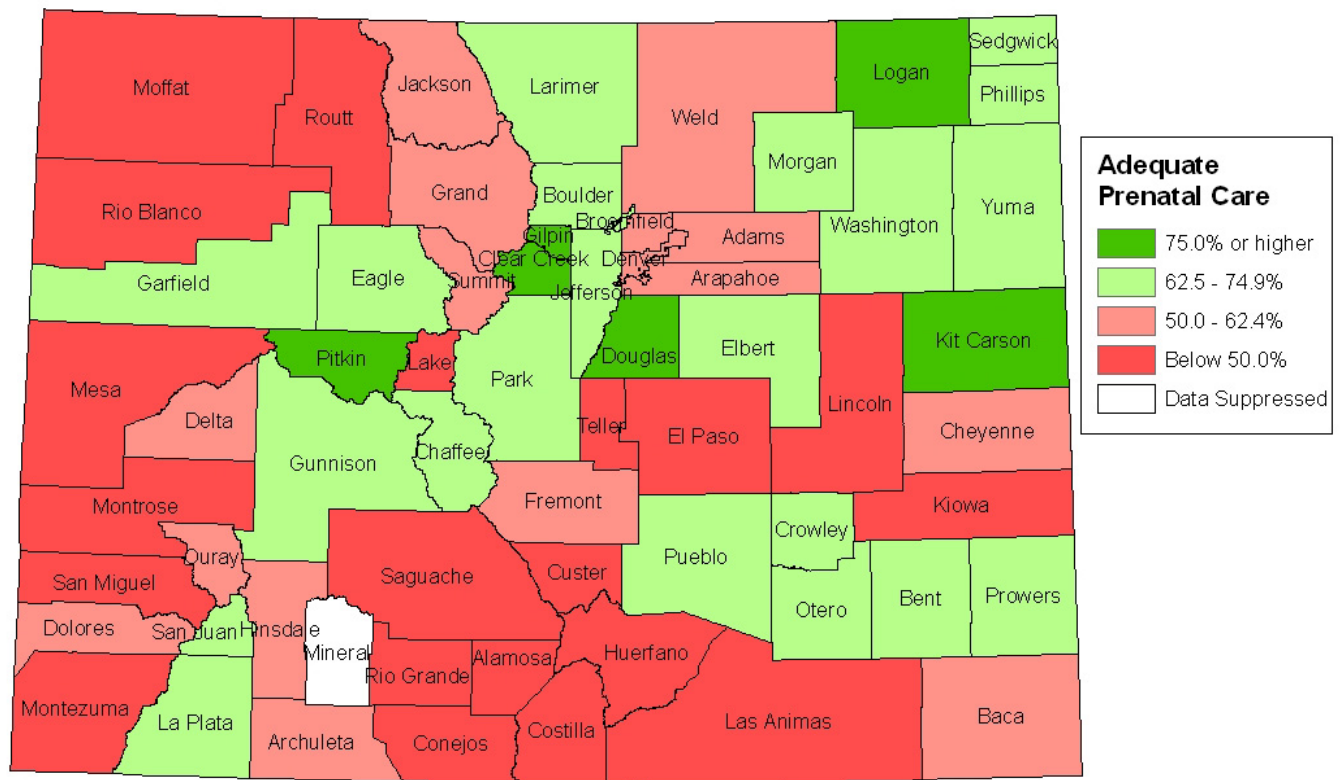 Moffat
Routt
Jackson
Larimer
Weld
Logan
Sedgwick
Phillips
Morgan
Rio Blanco
Grand
Boulder
Washington
Yuma
Broomfield
Gilpin
Adams
Clear Creek
Denver
Garfield
Eagle
Summit
Jefferson
Arapahoe
Pitkin
Lake
Park
Douglas
Elbert
Kit Carson
Mesa
Delta
Lincoln
Cheyenne
Teller
El Paso
Gunnison
Chaffee
Fremont
Montrose
Kiowa
Crowley
Ouray
Pueblo
San Miguel
Saguache
Custer
Otero
Bent
Prowers
Dolores
San Juan
Hinsdale
Mineral
Rio Grande
Alamosa
Huerfano
Montezuma
La Plata
Archuleta
Conejos
Costilla
Las Animas
Baca
Adequate
Prenatal Care
75.0% or higher
62.5 - 74.9%
50.0 - 62.4%
Below 50.0%
Data Suppressed